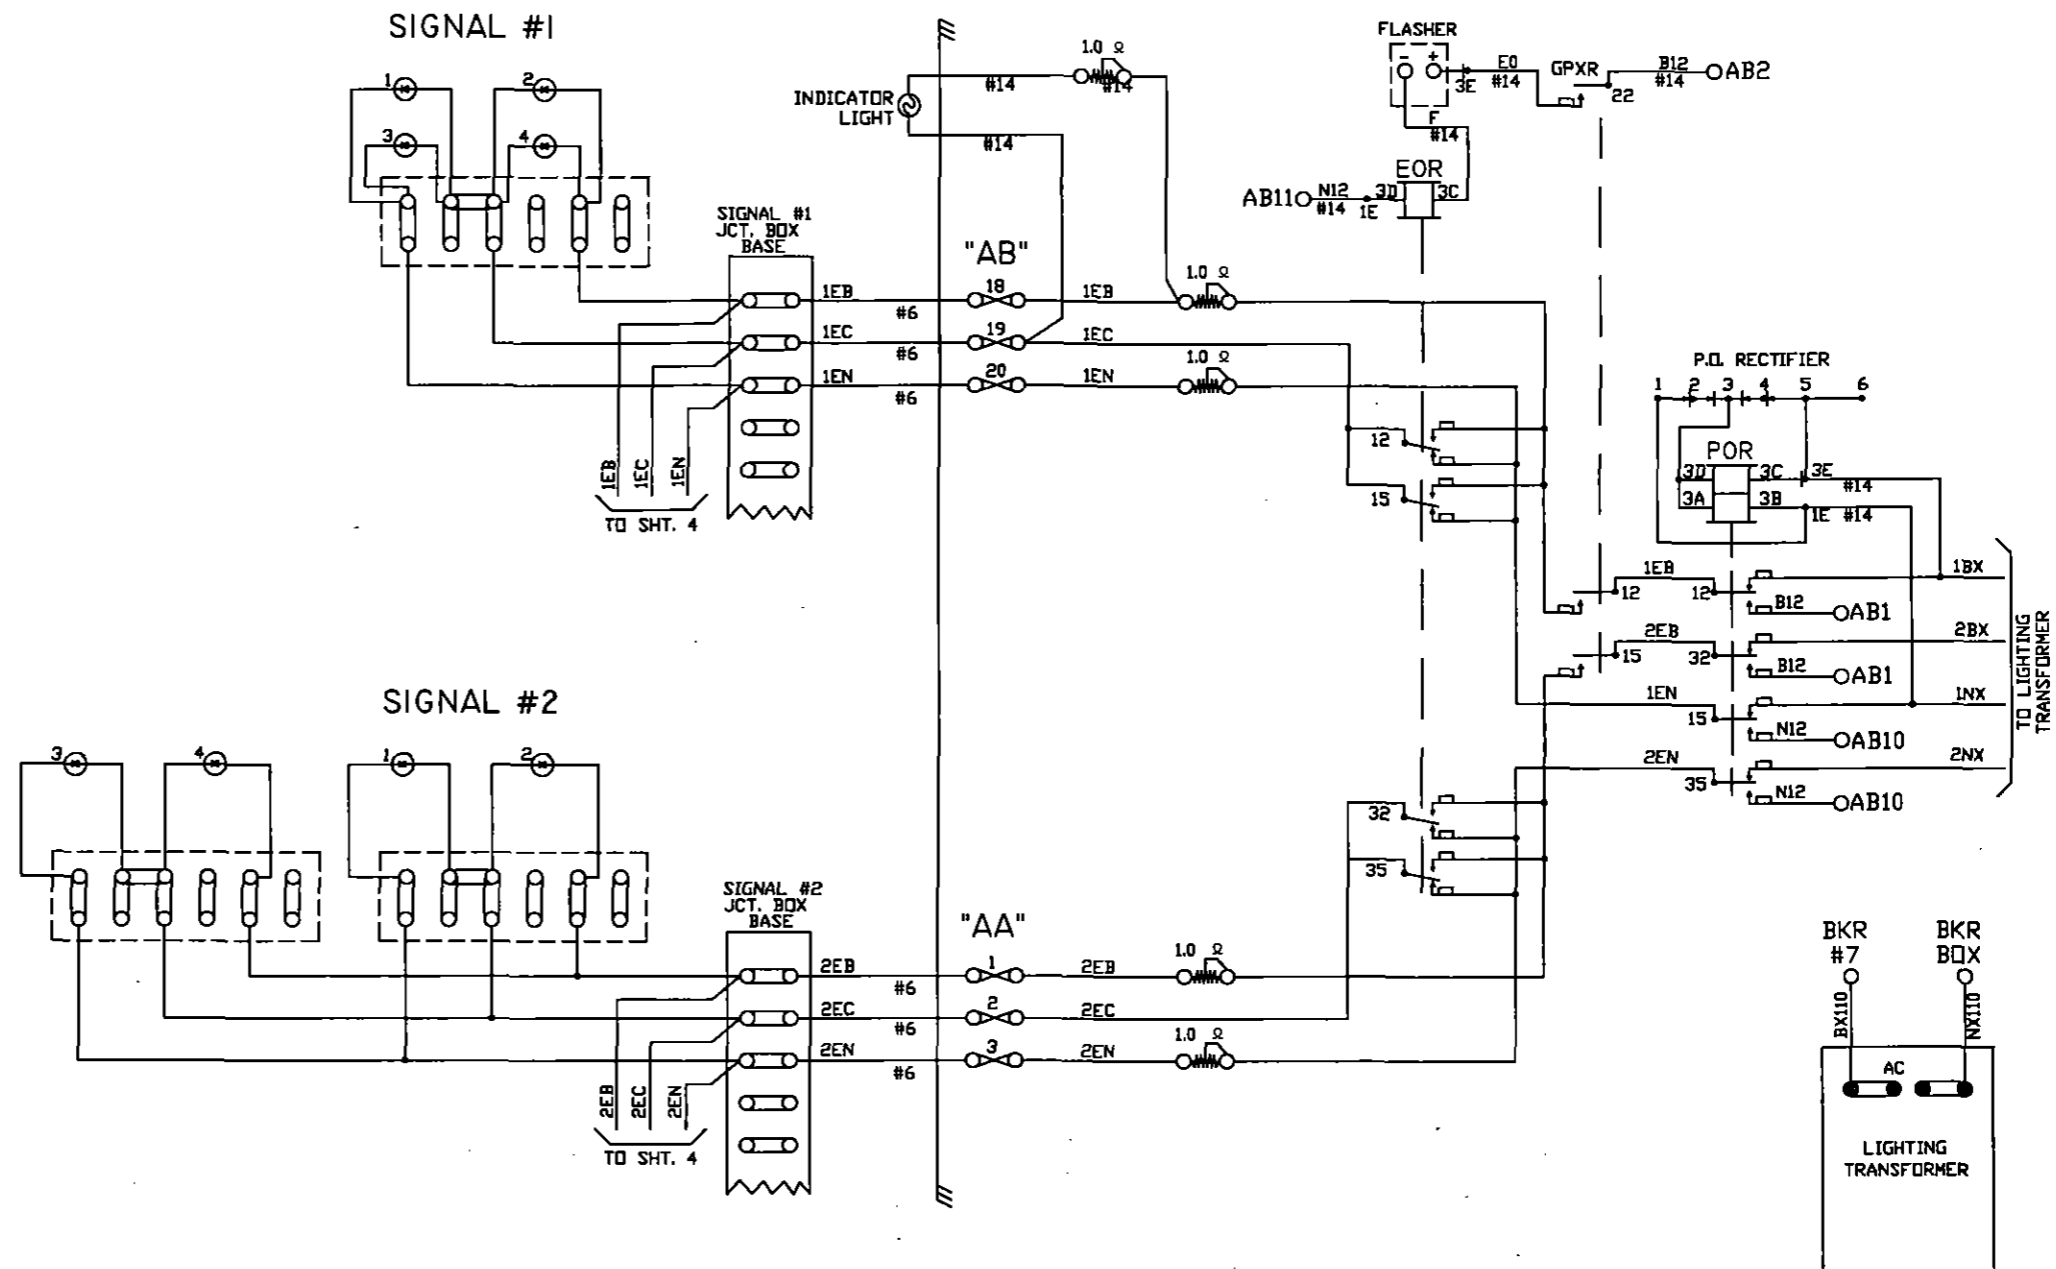 SIGNAL #1
1
2
3
4
INDICATOR
LIGHT
#14
#14
1.0 Ω
#14
FLASHER
-
+
3E
E0
#14
GPXR
22
B12
#14
AB2
F
#14
EOR
AB11
N12
#14
3D
1E
3C
SIGNAL #1
JCT. BOX
BASE
"AB"
1EB
#6
18
1EB
1.0 Ω
1EC
#6
19
1EC
1EN
#6
20
1EN
1.0 Ω
1EB
1EC
1EN
TO SHT. 4
12
15
P.O. RECTIFIER
1
2
3
4
5
6
POR
3D
3C
3E
#14
3A
3B
1E
#14
1EB
12
12
1BX
B12
AB1
2EB
15
32
2BX
B12
AB1
1EN
15
1NX
N12
AB10
2EN
35
2NX
N12
AB10
TO LIGHTING
TRANSFORMER
SIGNAL #2
3
4
1
2
32
35
SIGNAL #2
JCT. BOX
BASE
"AA"
2EB
#6
1
2EB
1.0 Ω
2EC
#6
2
2EC
2EN
#6
3
2EN
1.0 Ω
2EB
2EC
2EN
TO SHT. 4
BKR
#7
BKR
BOX
BX110
NX110
AC
LIGHTING
TRANSFORMER